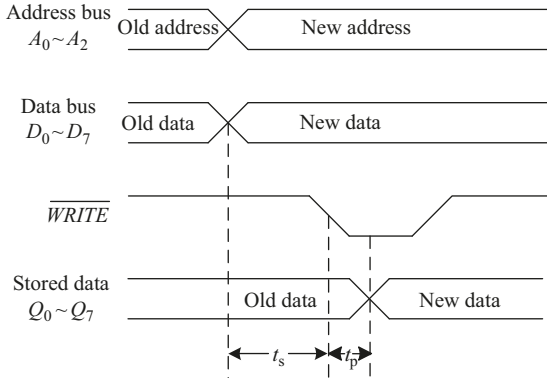 Address bus
A₀~A₂
Old address
New address
Data bus
D₀~D₇
Old data
New data
W̅R̅I̅T̅E̅
Stored data
Q₀~Q₇
Old data
New data
tₛ
tₚ